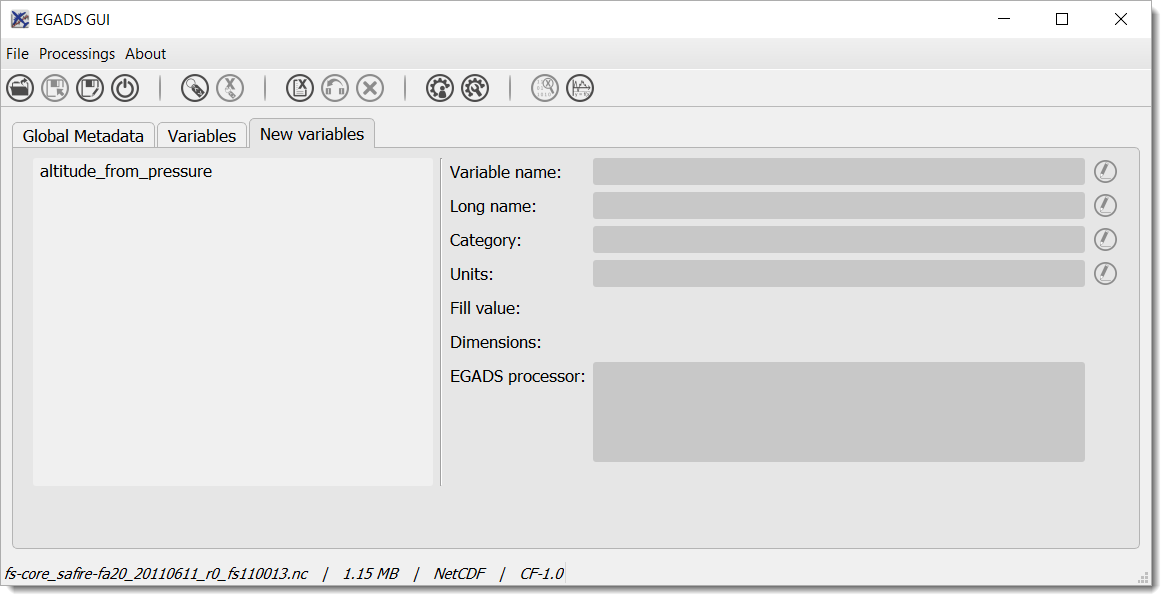 EGADS GUI
File Processings About
Global Metadata Variables New variables
altitude_from_pressure
Variable name:
Long name:
Category:
Units:
Fill value:
Dimensions:
EGADS processor:
fs-core_safire-fa20_20110611_r0_fs110013.nc | 1.15 MB | NetCDF | CF-1.0